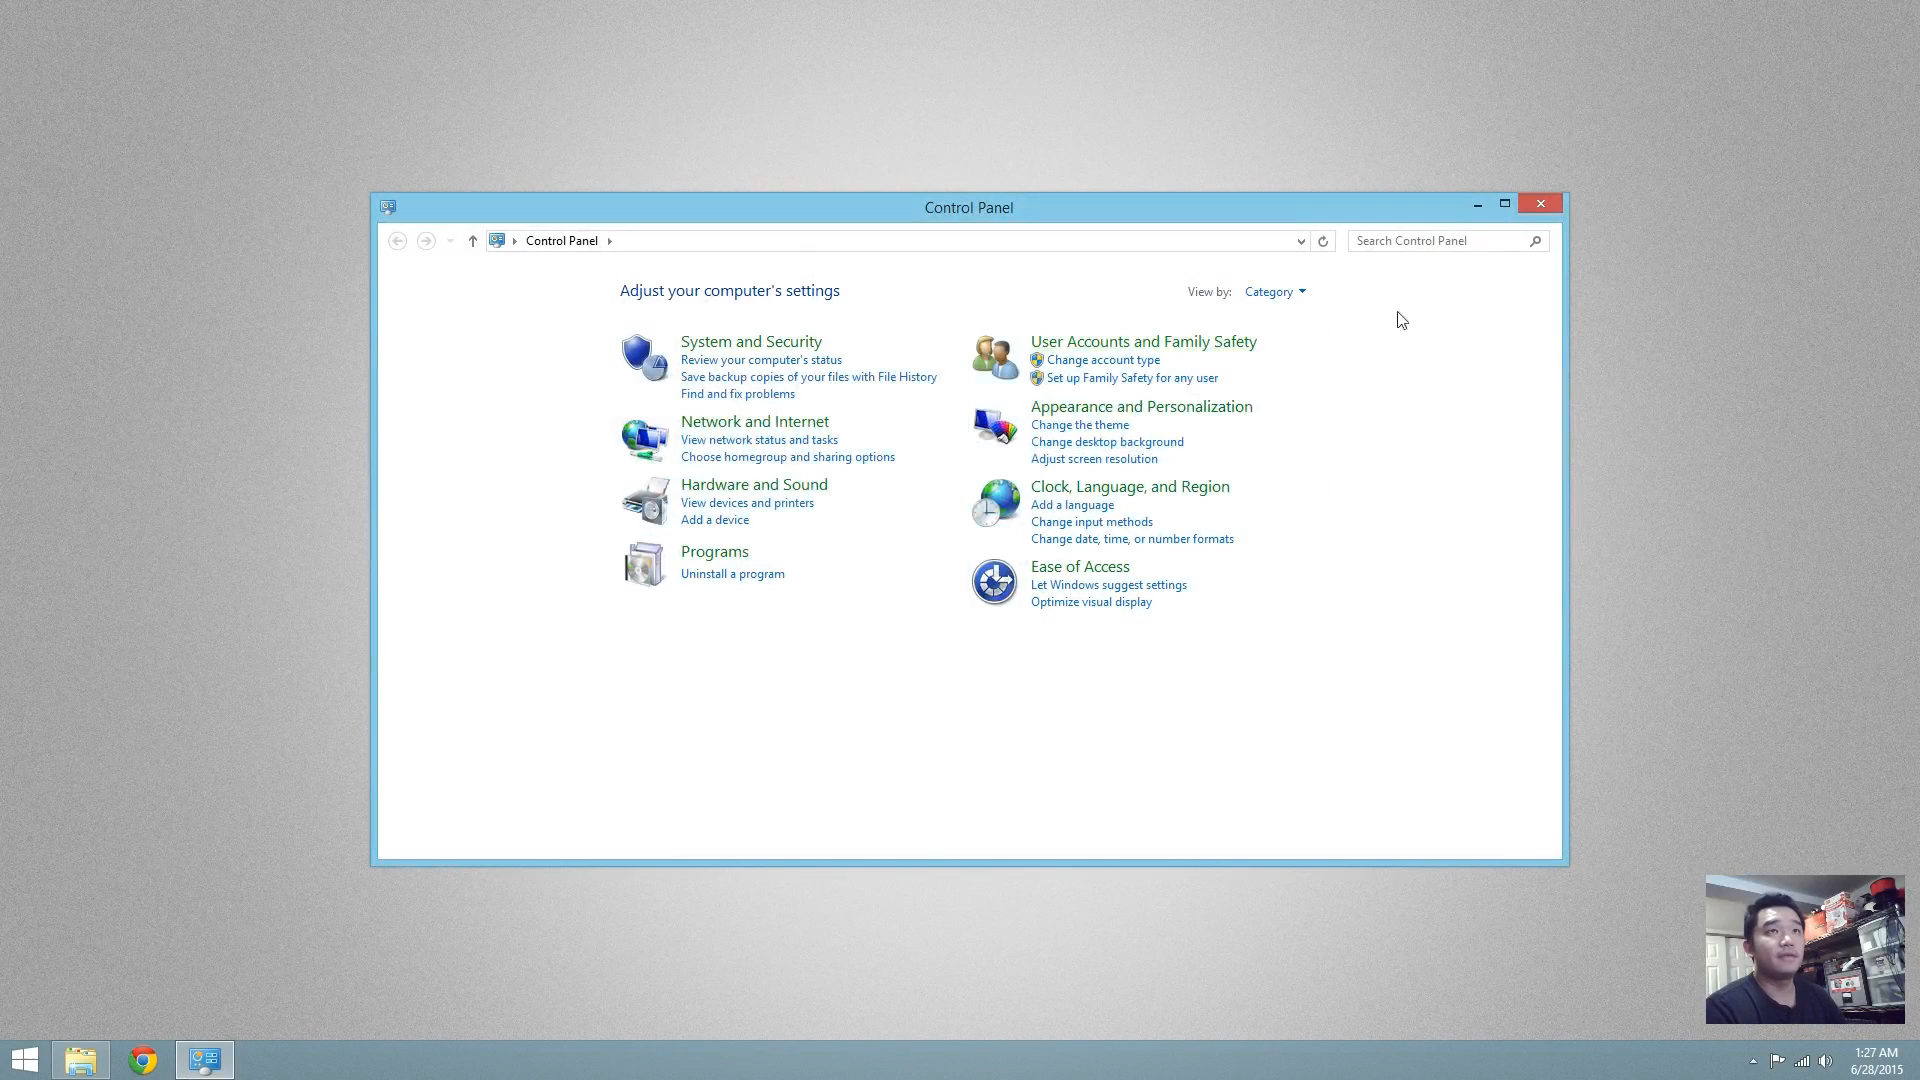 Control Panel
Control Panel
Search Control Panel
Adjust your computer's settings
View by: Category
System and Security
Review your computer's status
Save backup copies of your files with File History
Find and fix problems
Network and Internet
View network status and tasks
Choose homegroup and sharing options
Hardware and Sound
View devices and printers
Add a device
Programs
Uninstall a program
User Accounts and Family Safety
Change account type
Set up Family Safety for any user
Appearance and Personalization
Change the theme
Change desktop background
Adjust screen resolution
Clock, Language, and Region
Add a language
Change input methods
Change date, time, or number formats
Ease of Access
Let Windows suggest settings
Optimize visual display
1:27 AM
6/28/2015